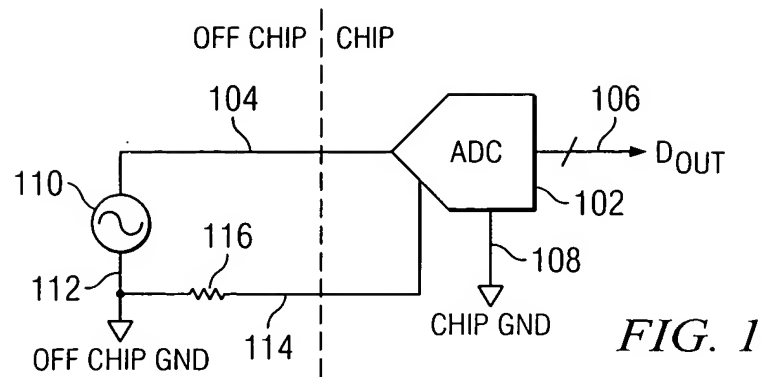 OFF CHIP CHIP
104
106
ADC
D_OUT
110
102
116
108
112
114
OFF CHIP GND
CHIP GND
FIG. 1